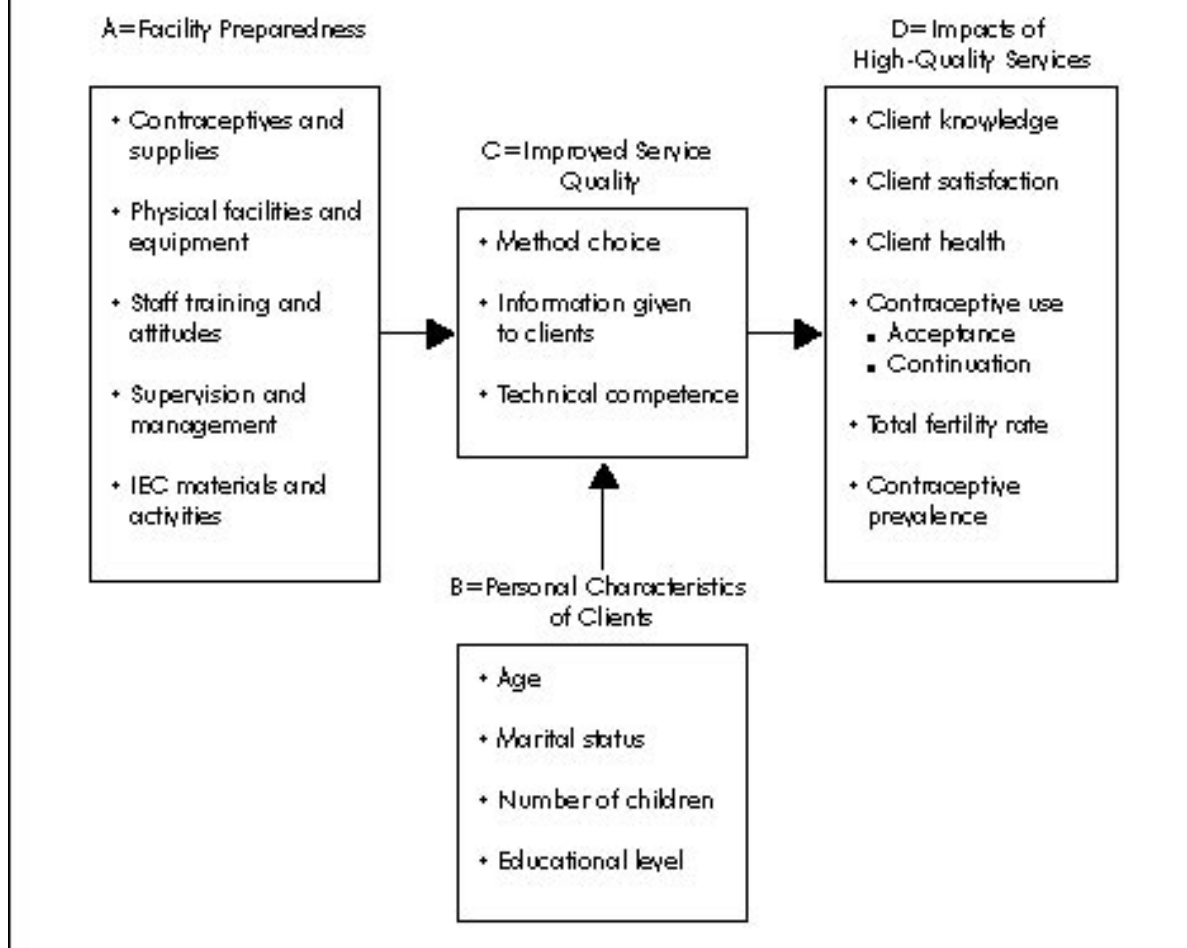 A=Facility Preparedness
• Contraceptives and
supplies
• Physical facilities and
equipment
• Staff training and
attitudes
• Supervision and
management
• IEC materials and
activities
C=Improved Service
Quality
• Method choice
• Information given
to clients
• Technical competence
B=Personal Characteristics
of Clients
• Age
• Marital status
• Number of children
• Educational level
D=Impacts of
High-Quality Services
• Client knowledge
• Client satisfaction
• Client health
• Contraceptive use
▪ Acceptance
▪ Continuation
• Total fertility rate
• Contraceptive
prevalence